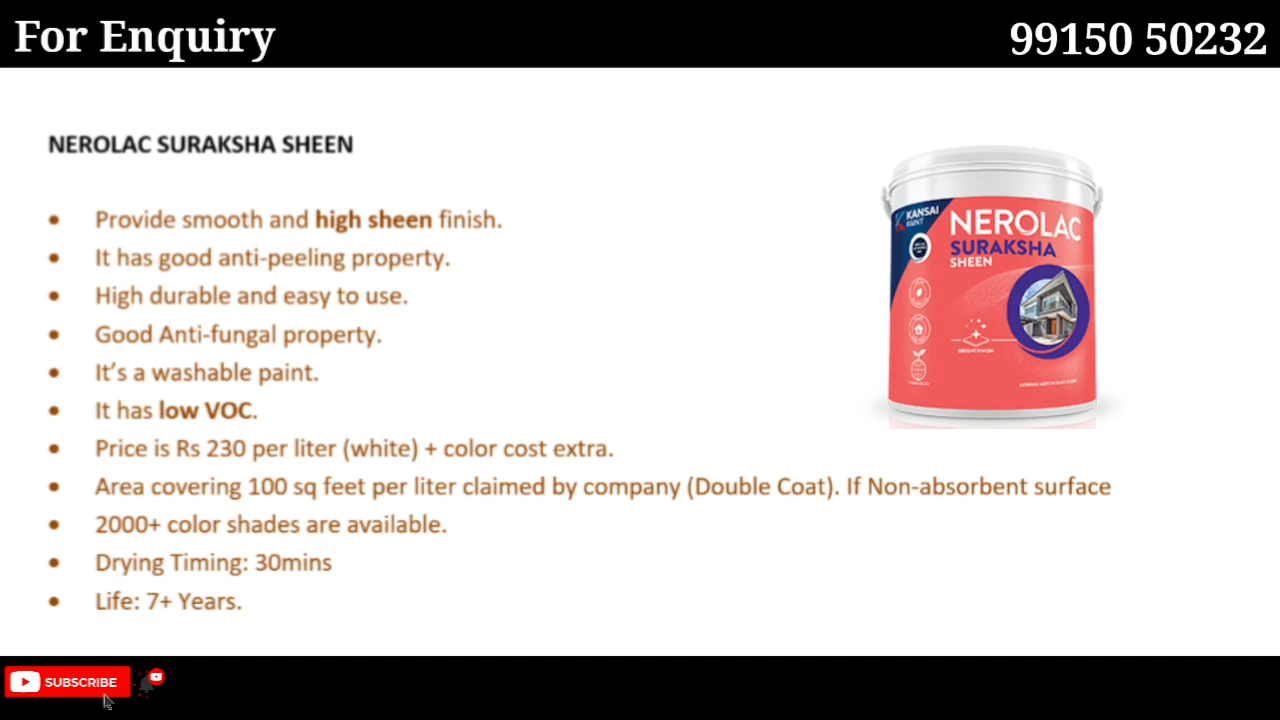 For Enquiry
99150 50232
NEROLAC SURAKSHA SHEEN
• Provide smooth and high sheen finish.
• It has good anti-peeling property.
• High durable and easy to use.
• Good Anti-fungal property.
• It's a washable paint.
• It has low VOC.
• Price is Rs 230 per liter (white) + color cost extra.
• Area covering 100 sq feet per liter claimed by company (Double Coat). If Non-absorbent surface
• 2000+ color shades are available.
• Drying Timing: 30mins
• Life: 7+ Years.
KANSAI
PAINT
NEROLAC
SURAKSHA
SHEEN
BRIGHT FINISH
SUBSCRIBE